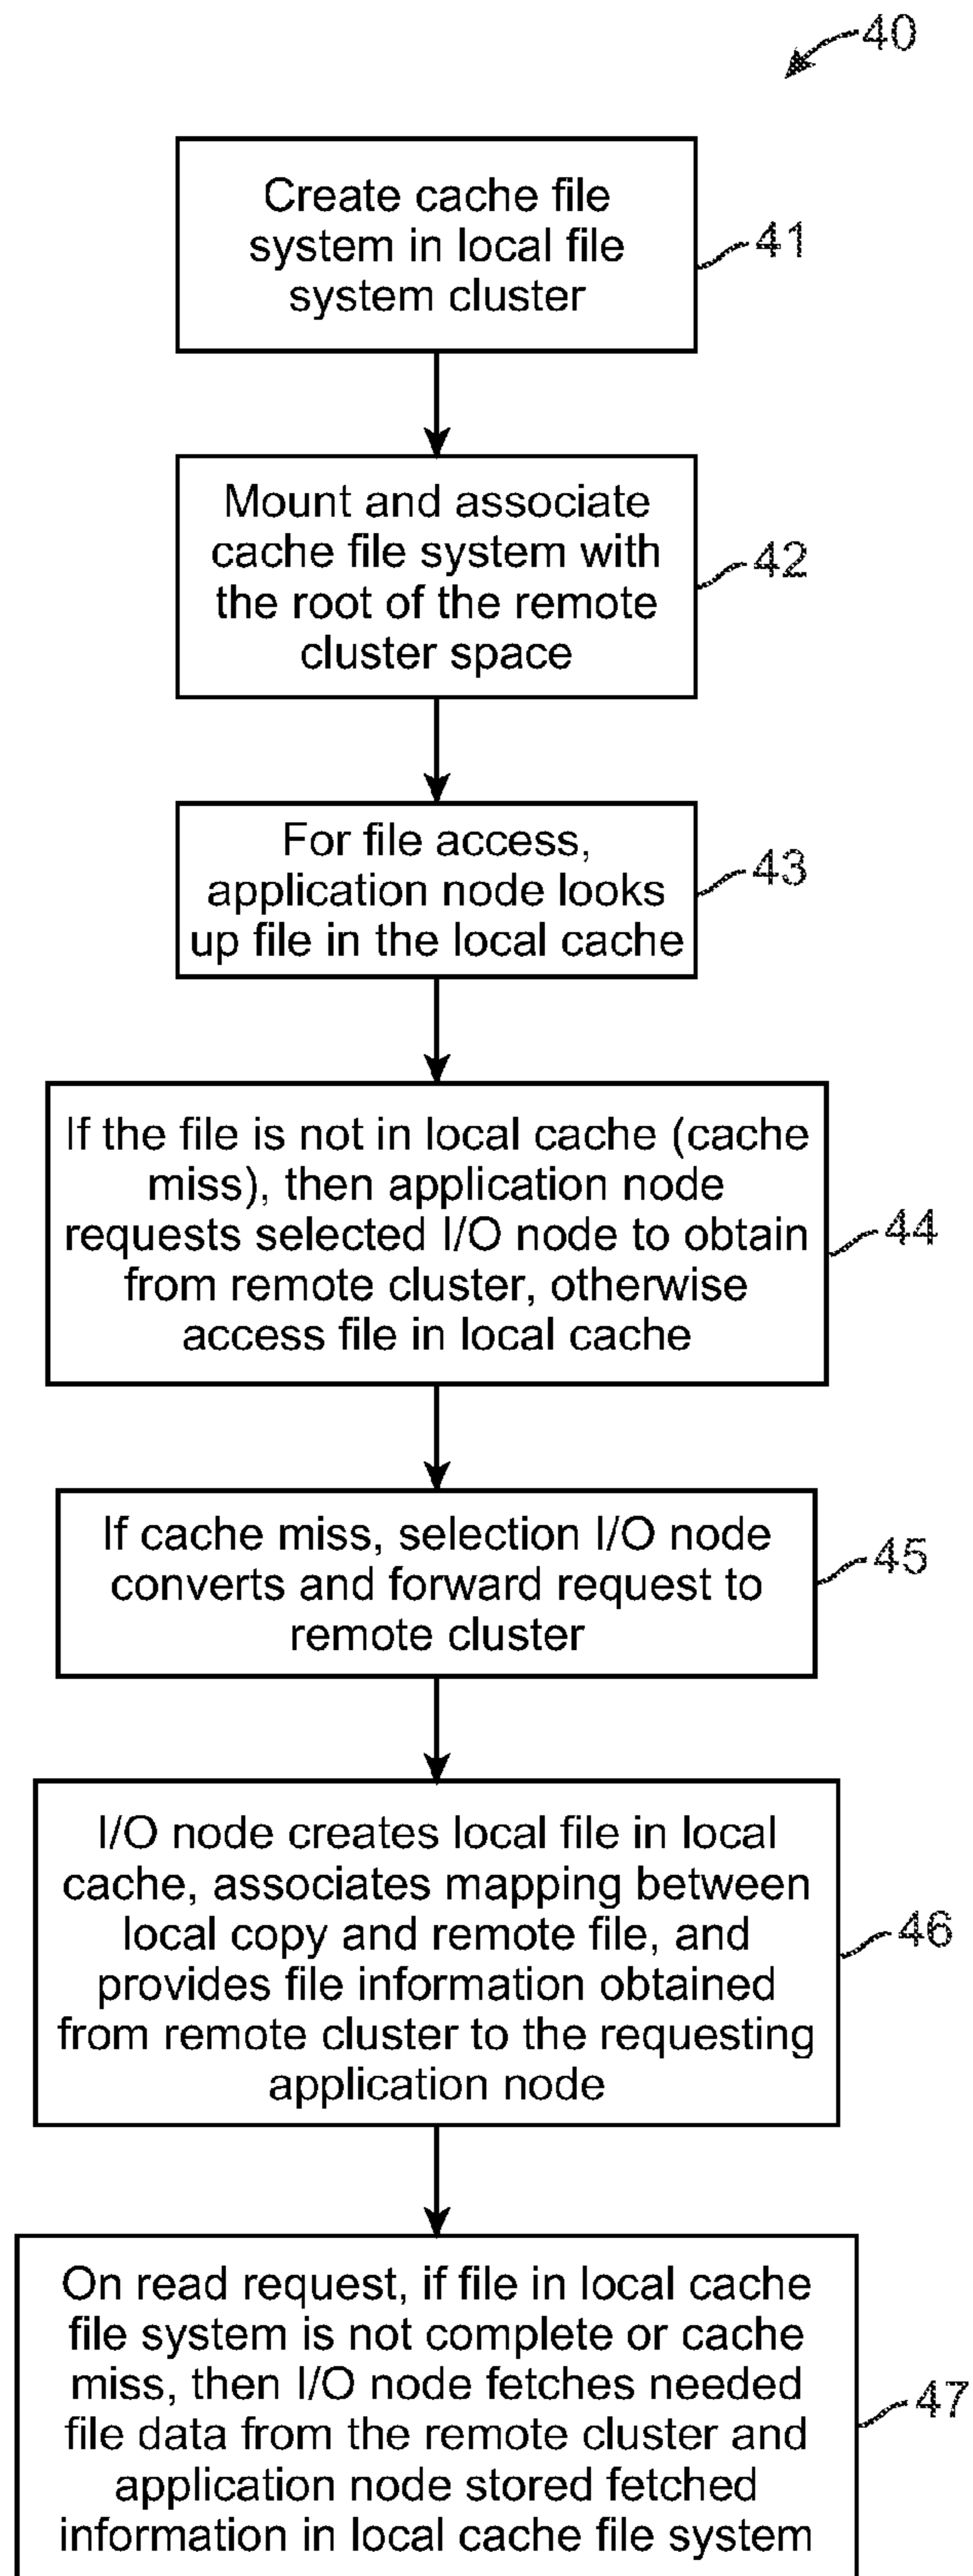 40
Create cache file
system in local file
system cluster
41
Mount and associate
cache file system with
the root of the remote
cluster space
42
For file access,
application node looks
up file in the local cache
43
If the file is not in local cache (cache
miss), then application node
requests selected I/O node to obtain
from remote cluster, otherwise
access file in local cache
44
If cache miss, selection I/O node
converts and forward request to
remote cluster
45
I/O node creates local file in local
cache, associates mapping between
local copy and remote file, and
provides file information obtained
from remote cluster to the requesting
application node
46
On read request, if file in local cache
file system is not complete or cache
miss, then I/O node fetches needed
file data from the remote cluster and
application node stored fetched
information in local cache file system
47